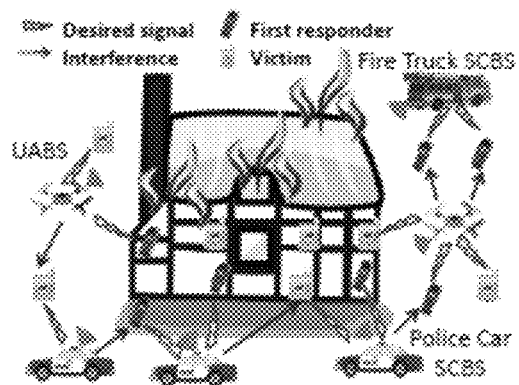 Desired signal First responder
Interference Victim
Fire Truck SCBS
UABS
Police Car
SCBS